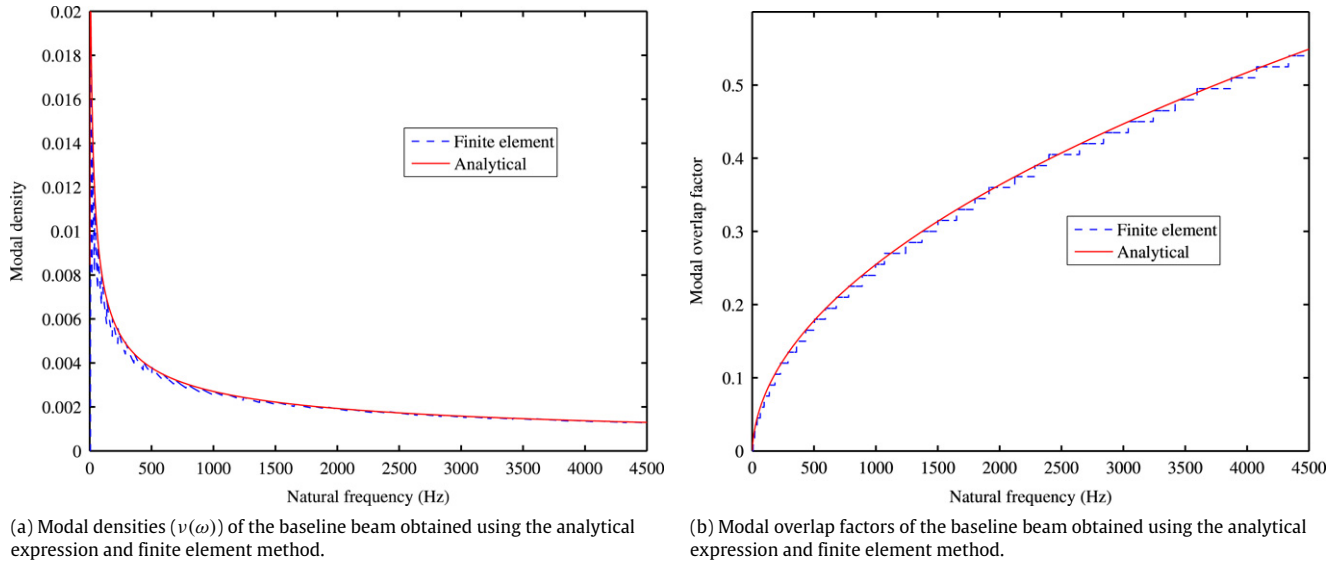 0.02
0.018
0.016
0.014
0.012
0.01
0.008
0.006
0.004
0.002
0
Modal density
Finite element
Analytical
0 500 1000 1500 2000 2500 3000 3500 4000 4500
Natural frequency (Hz)
(a) Modal densities (ν(ω)) of the baseline beam obtained using the analytical
expression and finite element method.
0.5
0.4
0.3
0.2
0.1
0
Modal overlap factor
Finite element
Analytical
0 500 1000 1500 2000 2500 3000 3500 4000 4500
Natural frequency (Hz)
(b) Modal overlap factors of the baseline beam obtained using the analytical
expression and finite element method.